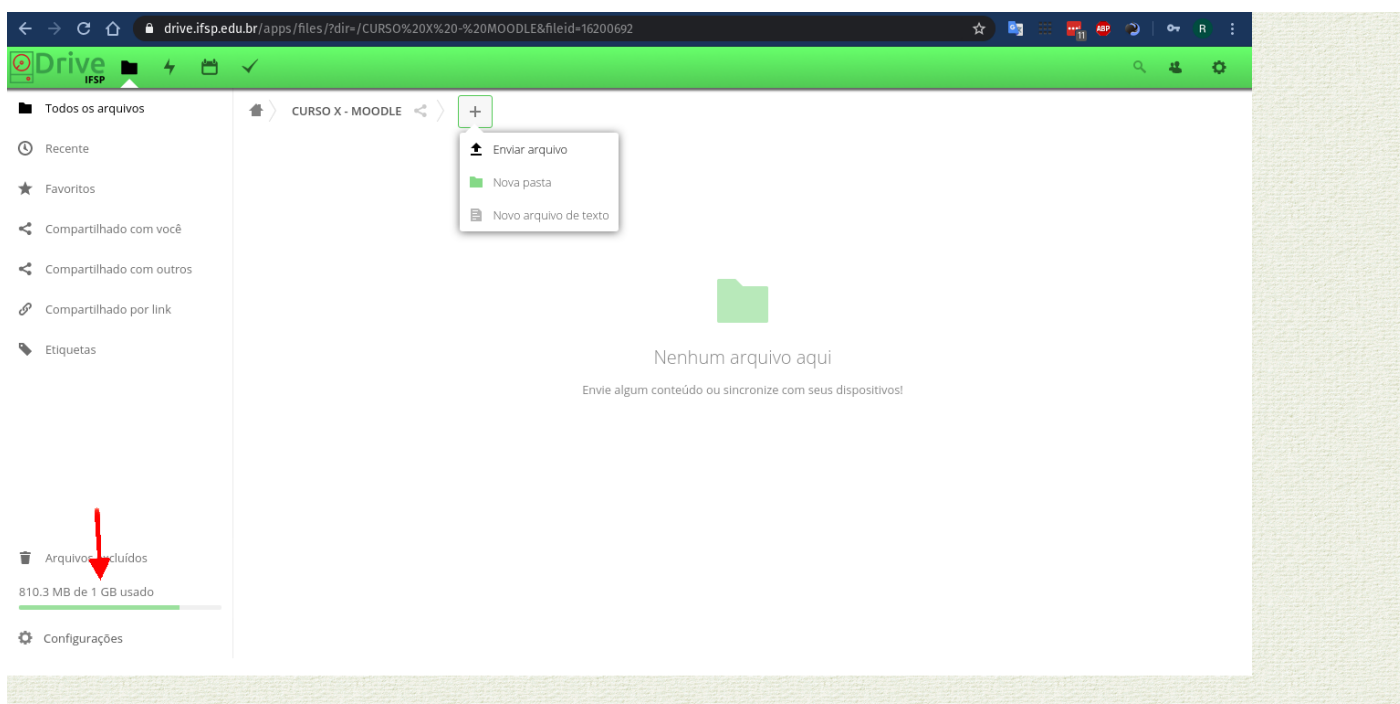 drive.ifsp.edu.br/apps/files/?dir=/CURSO%20X%20-%20MOODLE&fileid=16200692
11
ABP
R
Drive
IFSP
Todos os arquivos
CURSO X - MOODLE
+
Recente
Enviar arquivo
Nova pasta
Novo arquivo de texto
Favoritos
Compartilhado com você
Compartilhado com outros
Compartilhado por link
Etiquetas
Nenhum arquivo aqui
Envie algum conteúdo ou sincronize com seus dispositivos!
Arquivos excluídos
810.3 MB de 1 GB usado
Configurações